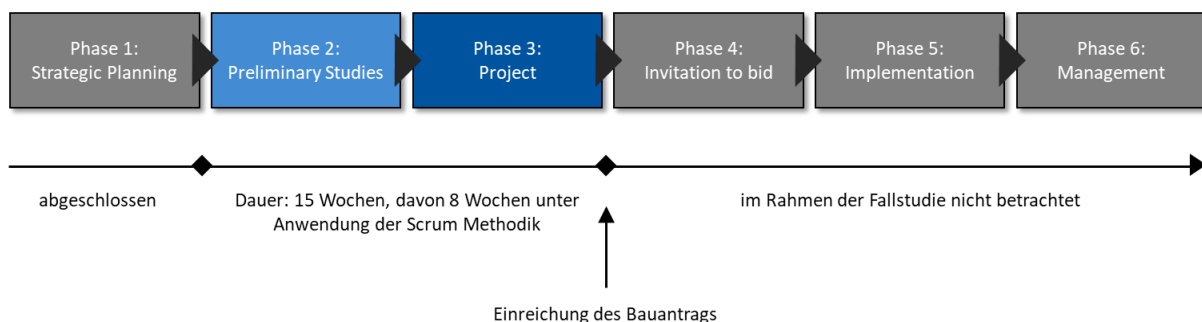 Phase 1:
Strategic Planning
Phase 2:
Preliminary Studies
Phase 3:
Project
Phase 4:
Invitation to bid
Phase 5:
Implementation
Phase 6:
Management
abgeschlossen
Dauer: 15 Wochen, davon 8 Wochen unter
Anwendung der Scrum Methodik
im Rahmen der Fallstudie nicht betrachtet
Einreichung des Bauantrags